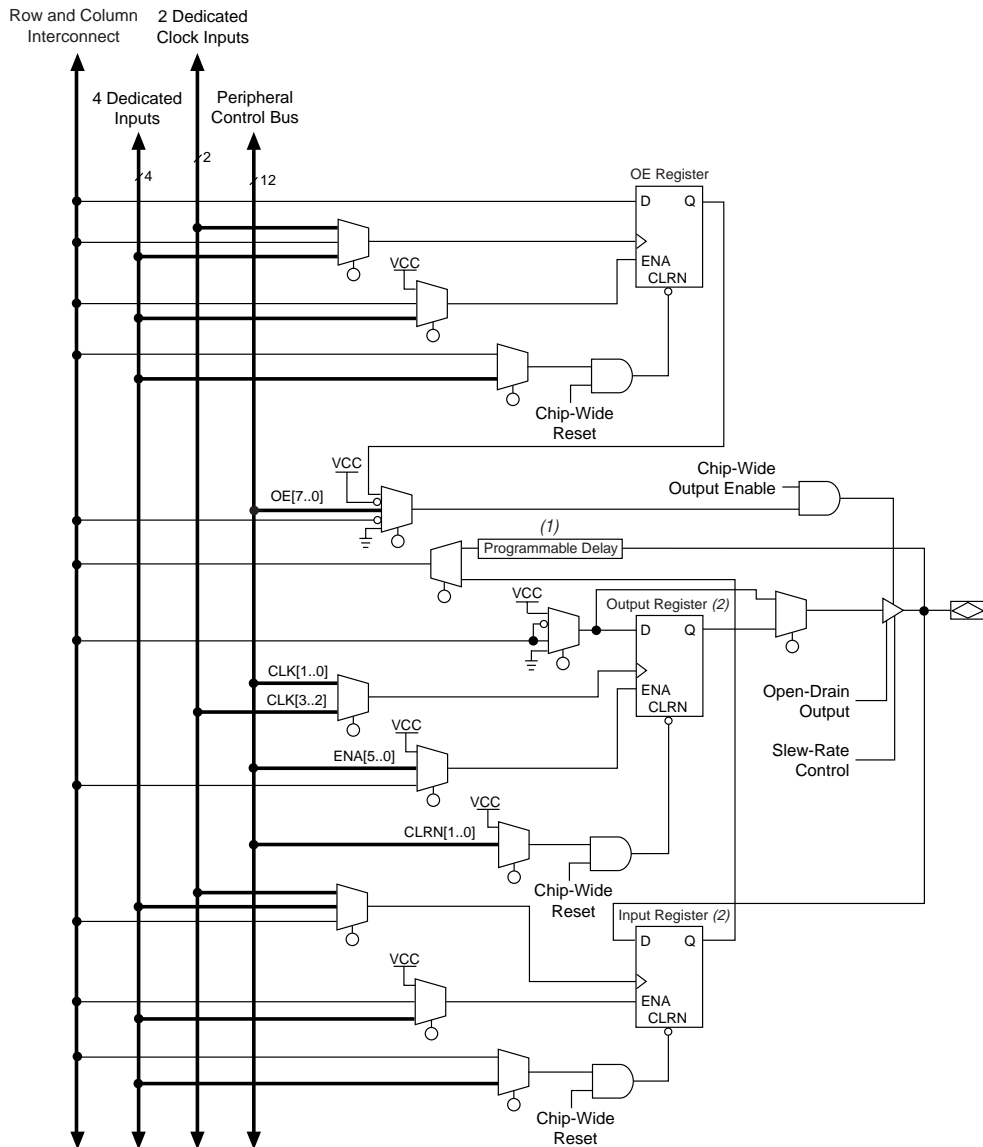 Row and Column
Interconnect
2 Dedicated
Clock Inputs
4 Dedicated
Inputs
Peripheral
Control Bus
2
4
12
OE Register
D Q
ENA
CLRN
VCC
Chip-Wide
Reset
VCC
OE[7..0]
Chip-Wide
Output Enable
(1)
Programmable Delay
VCC
Output Register (2)
D Q
ENA
CLRN
CLK[1..0]
CLK[3..2]
Open-Drain
Output
VCC
ENA[5..0]
Slew-Rate
Control
VCC
CLRN[1..0]
Chip-Wide
Reset
Input Register (2)
D Q
ENA
CLRN
VCC
Chip-Wide
Reset